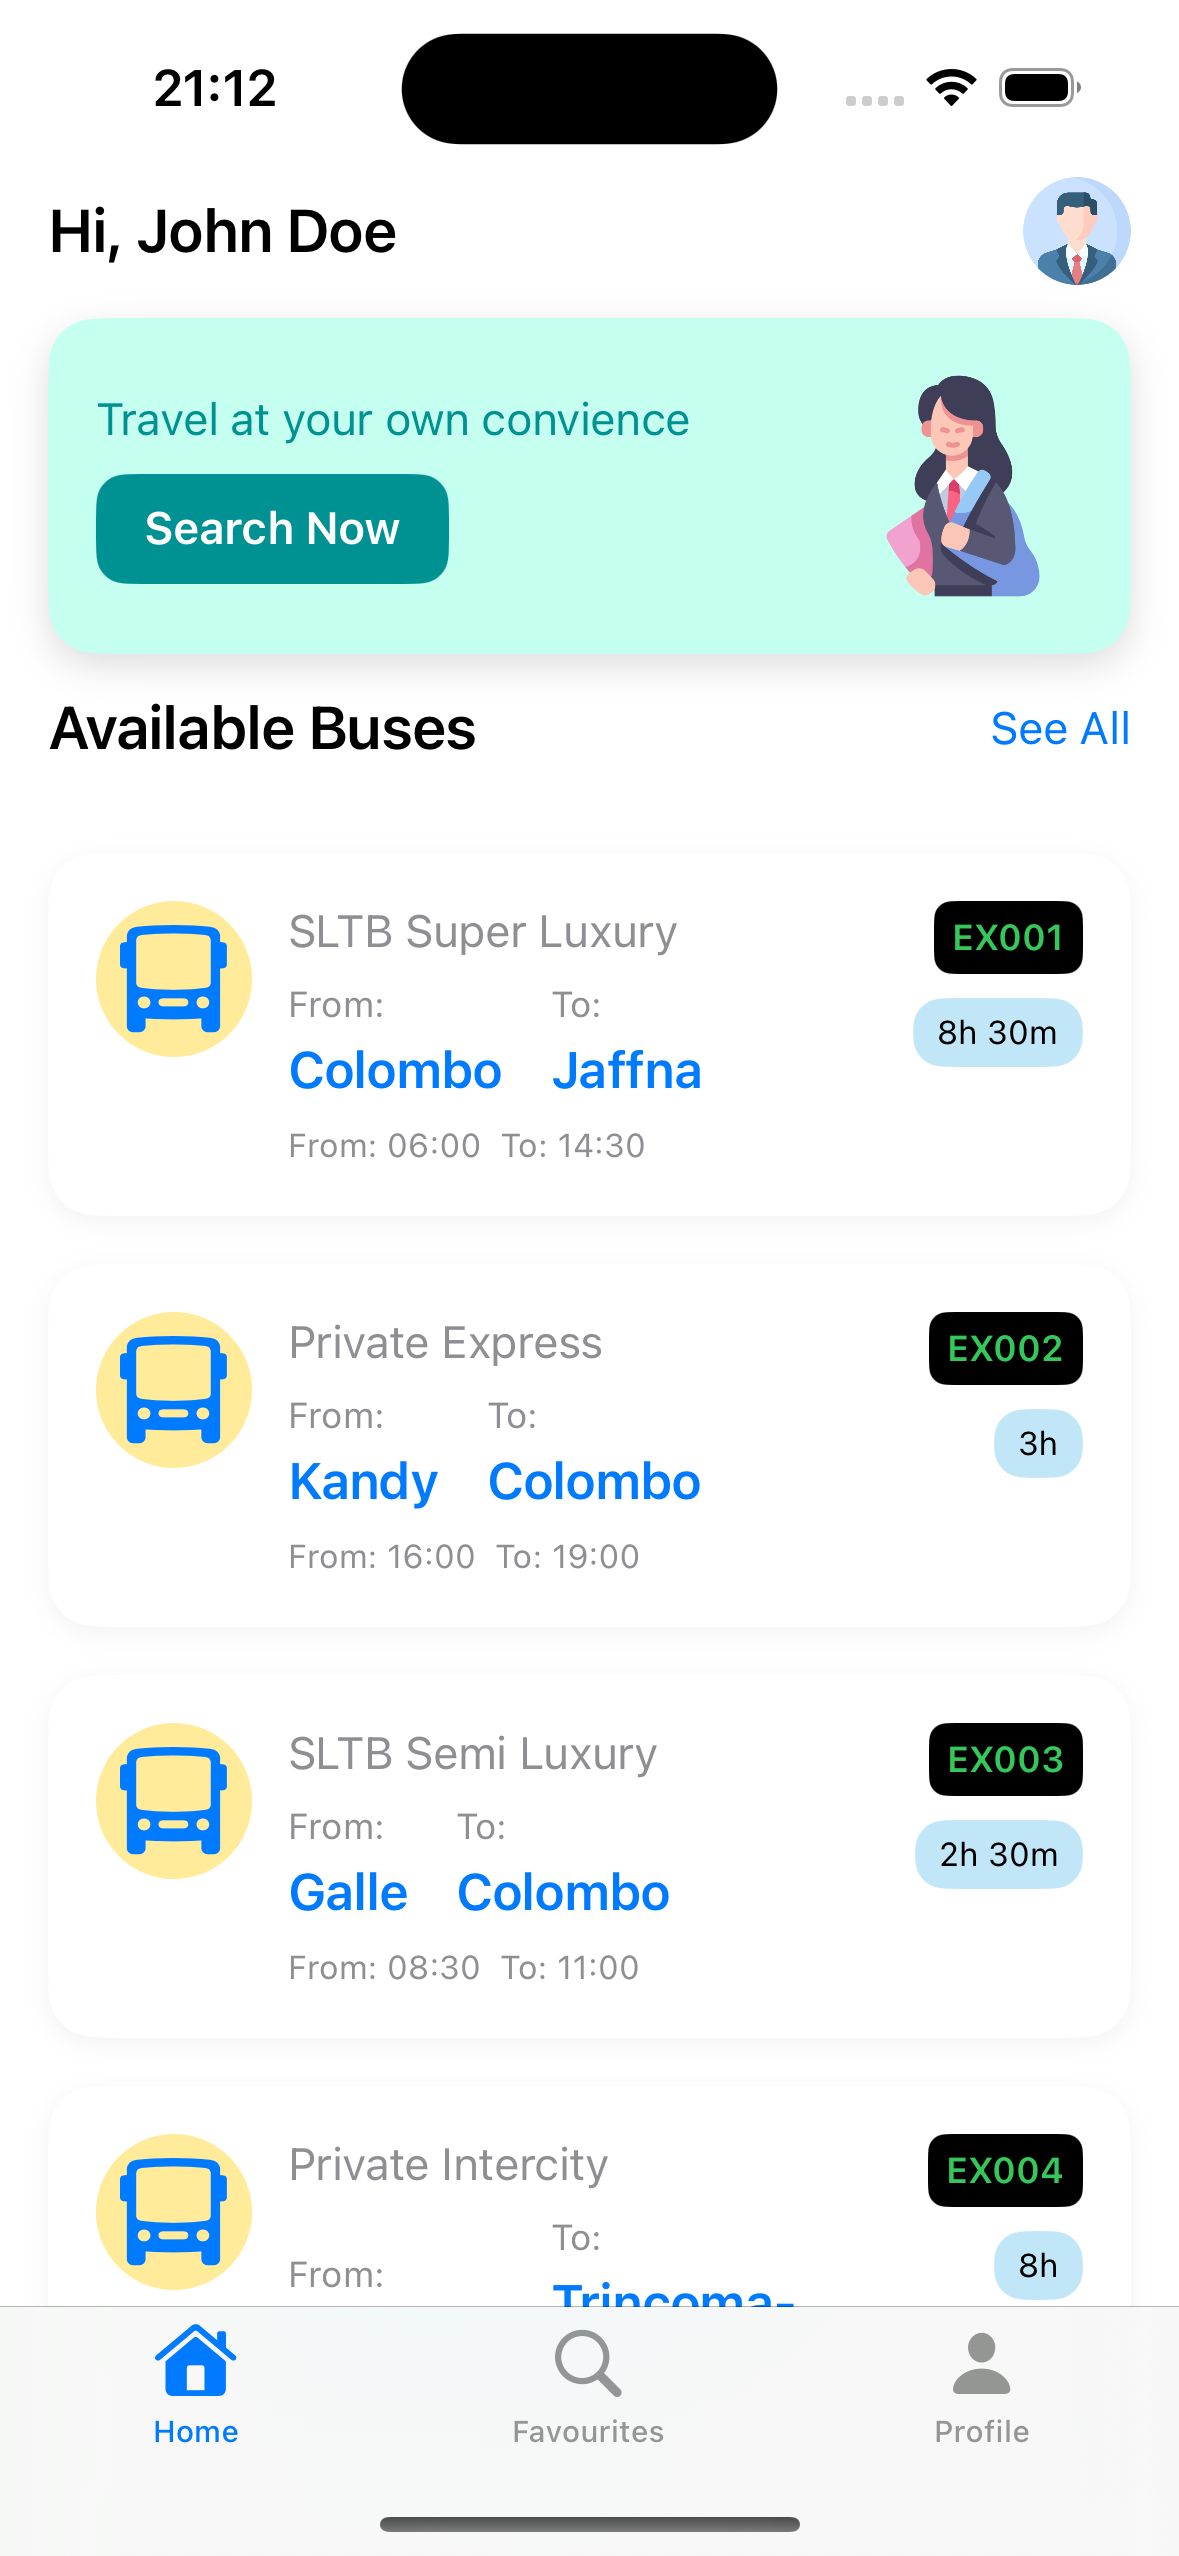 21:12
Hi, John Doe
Travel at your own convience
Search Now
Available Buses
See All
SLTB Super Luxury
EX001
From: To:
8h 30m
Colombo Jaffna
From: 06:00 To: 14:30
Private Express
EX002
From: To:
3h
Kandy Colombo
From: 16:00 To: 19:00
SLTB Semi Luxury
EX003
From: To:
2h 30m
Galle Colombo
From: 08:30 To: 11:00
Private Intercity
EX004
To:
8h
From:
Trincoma-
Home Favourites Profile